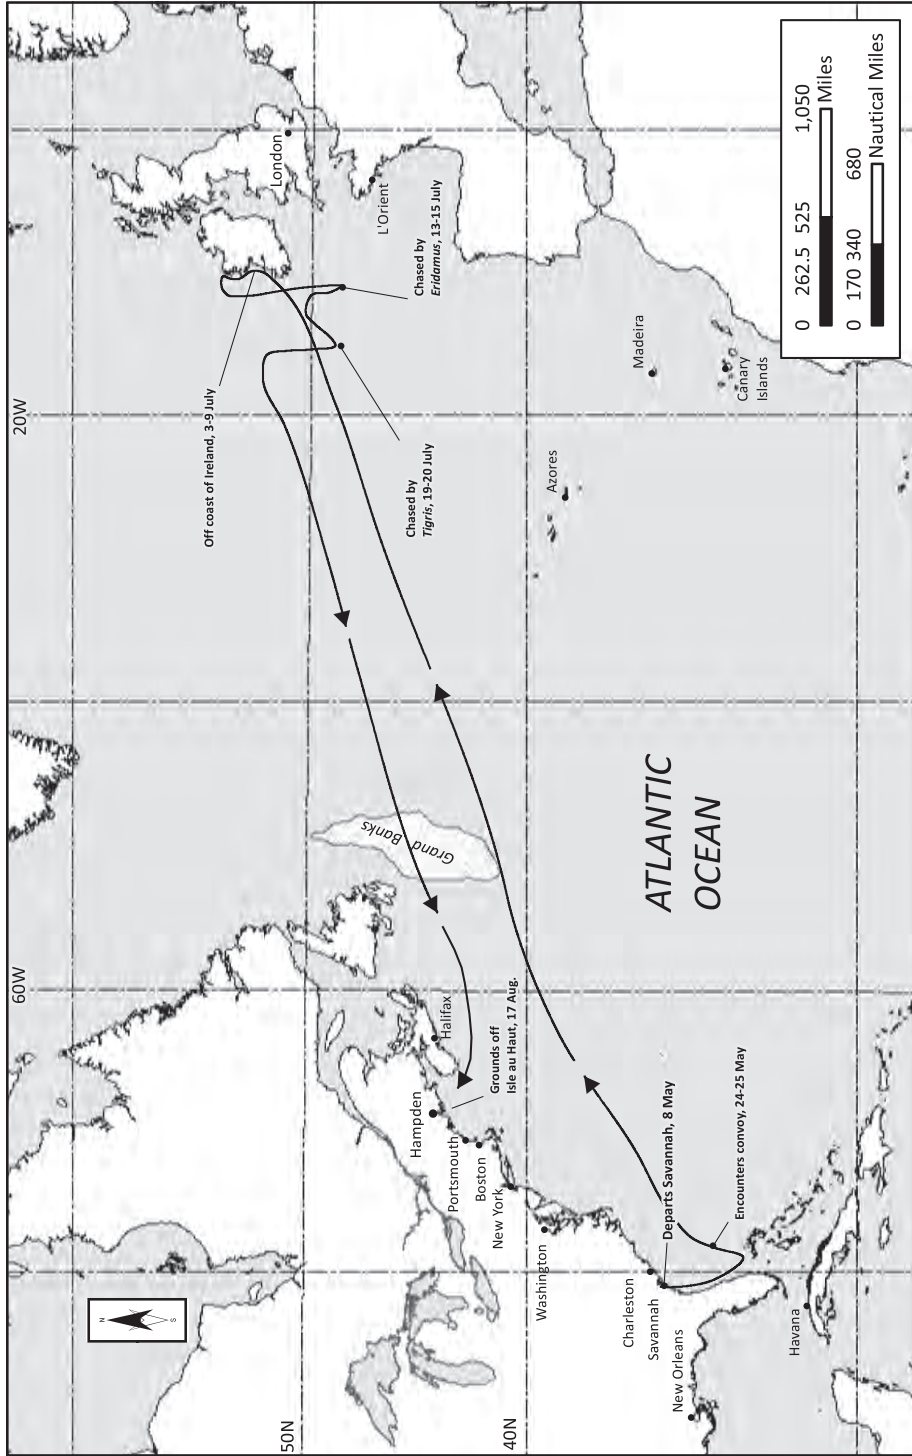 20W
60W
50N
40N
London
L'Orient
Chased by
Eridamus, 13-15 July
Off coast of Ireland, 3-9 July
Chased by
Tigris, 19-20 July
Madeira
Canary
Islands
Azores
Grand Banks
ATLANTIC
OCEAN
Halifax
Grounds off
Isle au Haut, 17 Aug.
Hampden
Portsmouth
Boston
New York
Washington
Departs Savannah, 8 May
Encounters convoy, 24-25 May
Charleston
Savannah
New Orleans
Havana
N
S
0 262.5 525 1,050
Miles
0 170 340 680
Nautical Miles